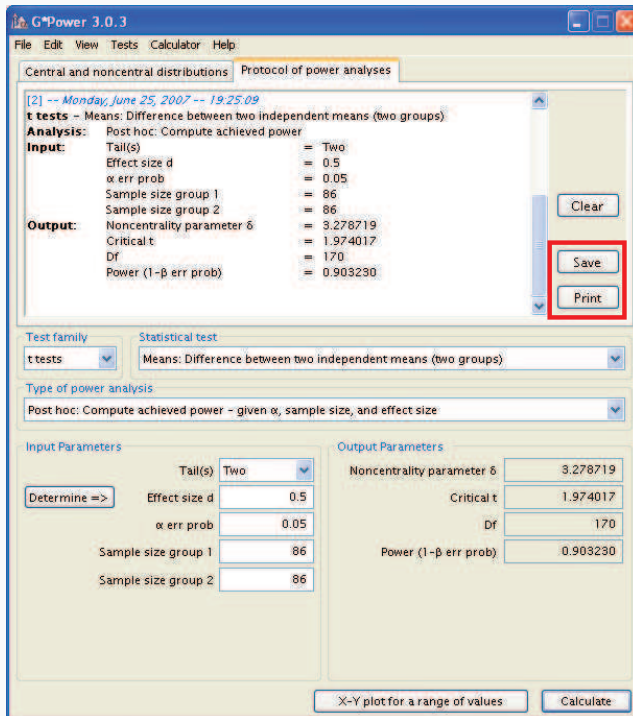 G*Power 3.0.3
File Edit View Tests Calculator Help
Central and noncentral distributions Protocol of power analyses
[2] -- Monday, June 25, 2007 -- 19:25:09
t tests – Means: Difference between two independent means (two groups)
Analysis: Post hoc: Compute achieved power
Input: Tail(s) = Two
Effect size d = 0.5
α err prob = 0.05
Sample size group 1 = 86
Sample size group 2 = 86
Output: Noncentrality parameter δ = 3.278719
Critical t = 1.974017
Df = 170
Power (1-β err prob) = 0.903230
Clear
Save
Print
Test family Statistical test
t tests Means: Difference between two independent means (two groups)
Type of power analysis
Post hoc: Compute achieved power – given α, sample size, and effect size
Input Parameters Output Parameters
Tail(s) Two Noncentrality parameter δ 3.278719
Determine => Effect size d 0.5 Critical t 1.974017
α err prob 0.05 Df 170
Sample size group 1 86 Power (1-β err prob) 0.903230
Sample size group 2 86
X-Y plot for a range of values Calculate